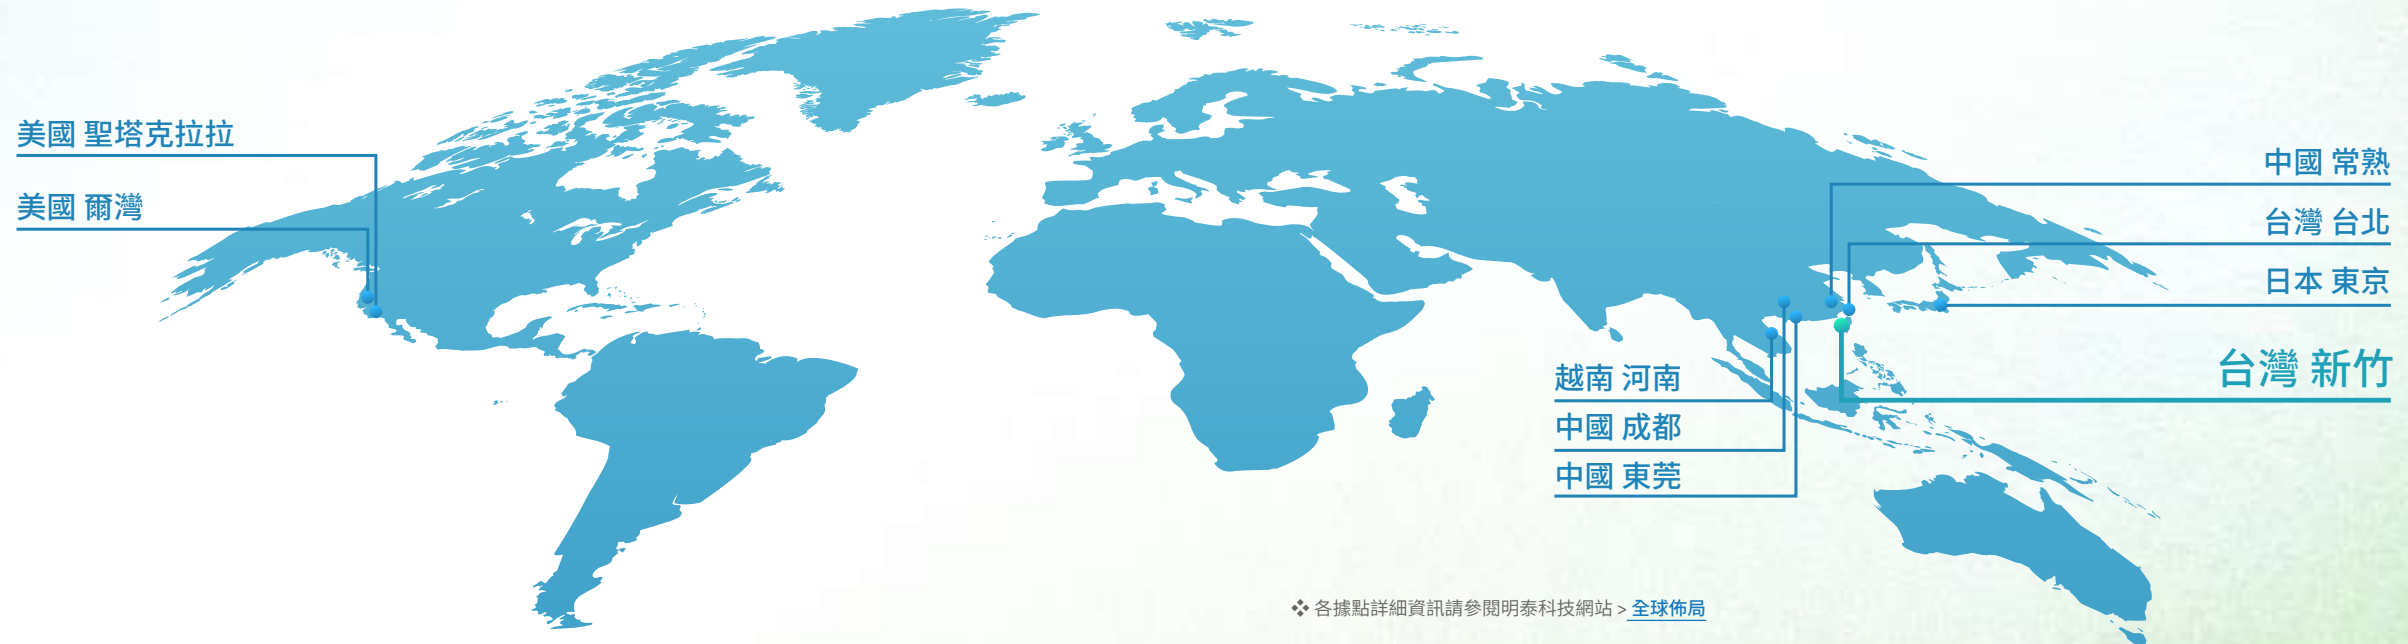 美國 聖塔克拉拉
美國 爾灣
中國 常熟
台灣 台北
日本 東京
台灣 新竹
越南 河南
中國 成都
中國 東莞
❖ 各據點詳細資訊請參閱明泰科技網站 > 全球佈局